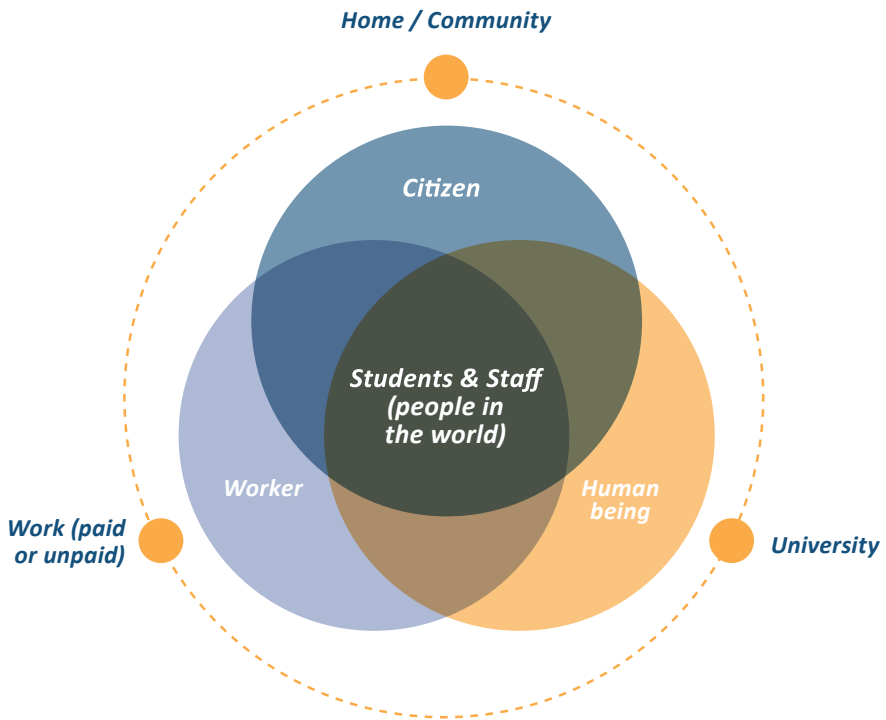 Home / Community
Citizen
Students & Staff
(people in
the world)
Worker
Human
being
Work (paid
or unpaid)
University